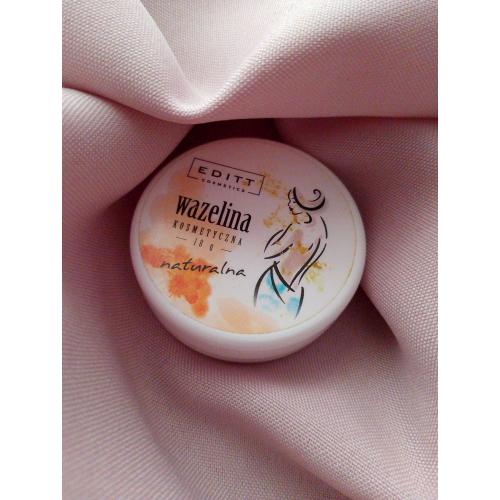 EDITT
COSMETICS
wazelina
KOSMETYCZNA
18 g
naturalna